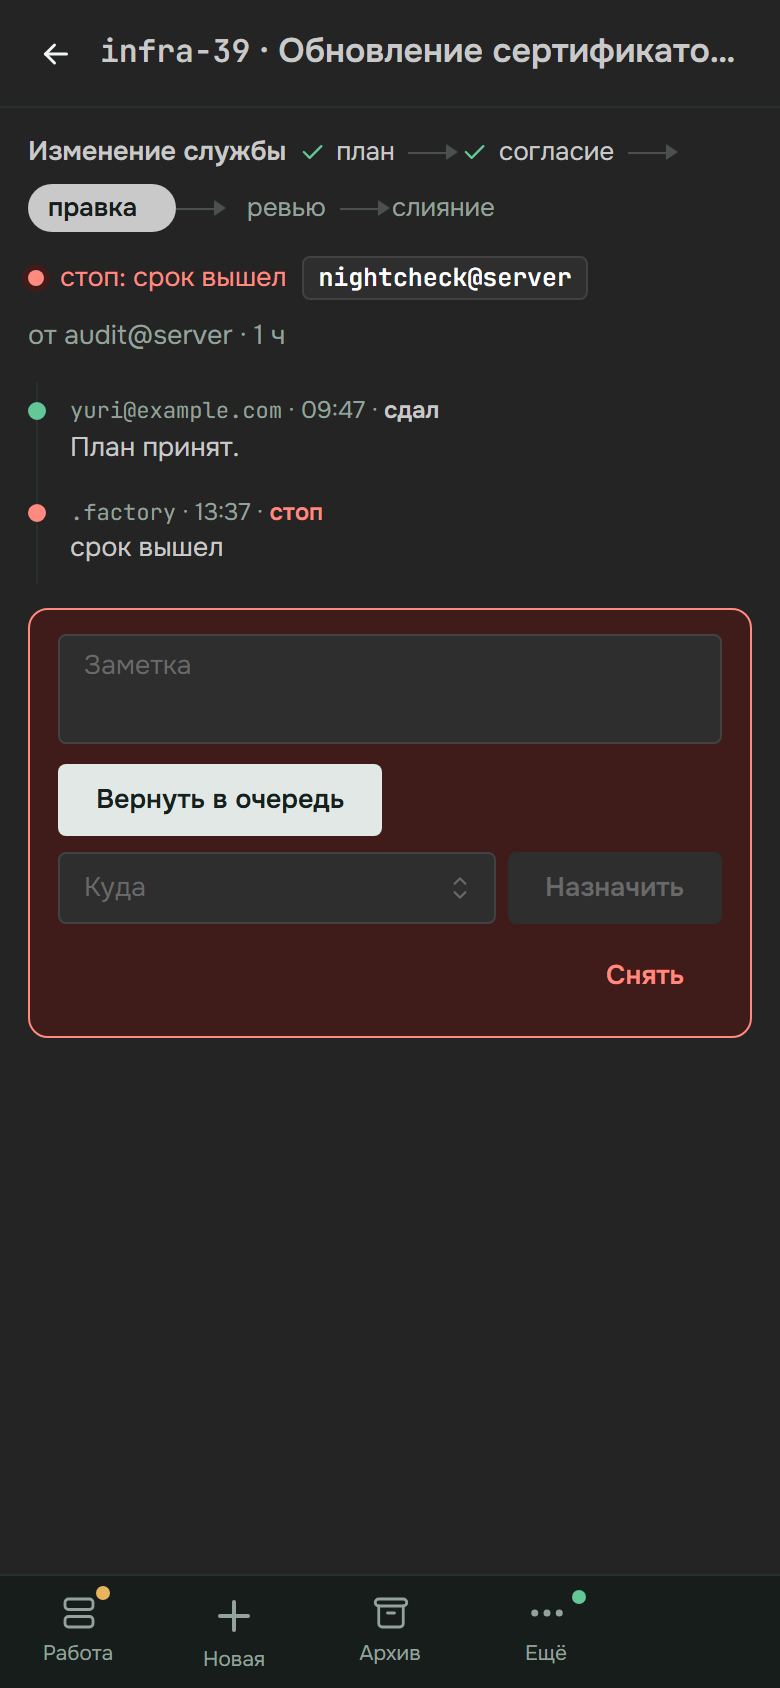 infra-39 · Обновление сертификато...
Изменение службы план согласие
правка ревью слияние
стоп: срок вышел nightcheck@server
от audit@server · 1 ч
yuri@example.com · 09:47 · сдал
План принят.
.factory · 13:37 · стоп
срок вышел
Заметка
Вернуть в очередь
Куда Назначить
Снять
Работа Новая Архив Ещё